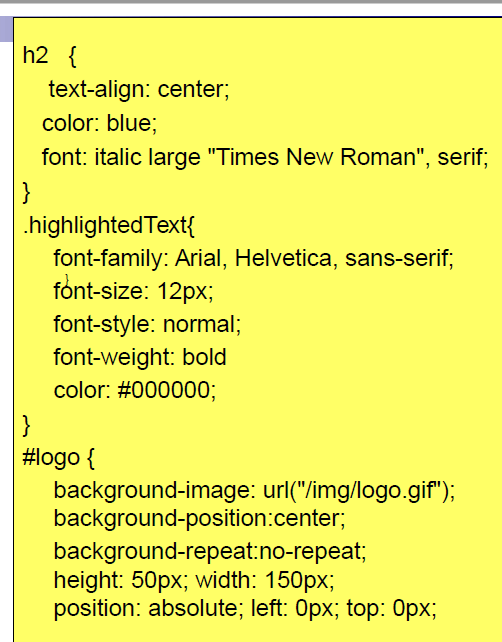 h2 {
text-align: center;
color: blue;
font: italic large "Times New Roman", serif;
}
.highlightedText{
font-family: Arial, Helvetica, sans-serif;
}
font-size: 12px;
font-style: normal;
font-weight: bold
color: #000000;
}
#logo {
background-image: url("/img/logo.gif");
background-position:center;
background-repeat:no-repeat;
height: 50px; width: 150px;
position: absolute; left: 0px; top: 0px;